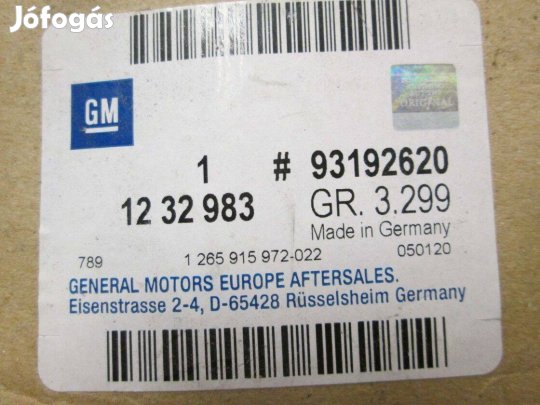 Jófogás
GM
ORIGINAL
1 # 93192620
12 32 983 GR. 3.299
Made in Germany
789 1 265 915 972-022 050120
GENERAL MOTORS EUROPE AFTERSALES.
Eisenstrasse 2-4, D-65428 Rüsselsheim Germany